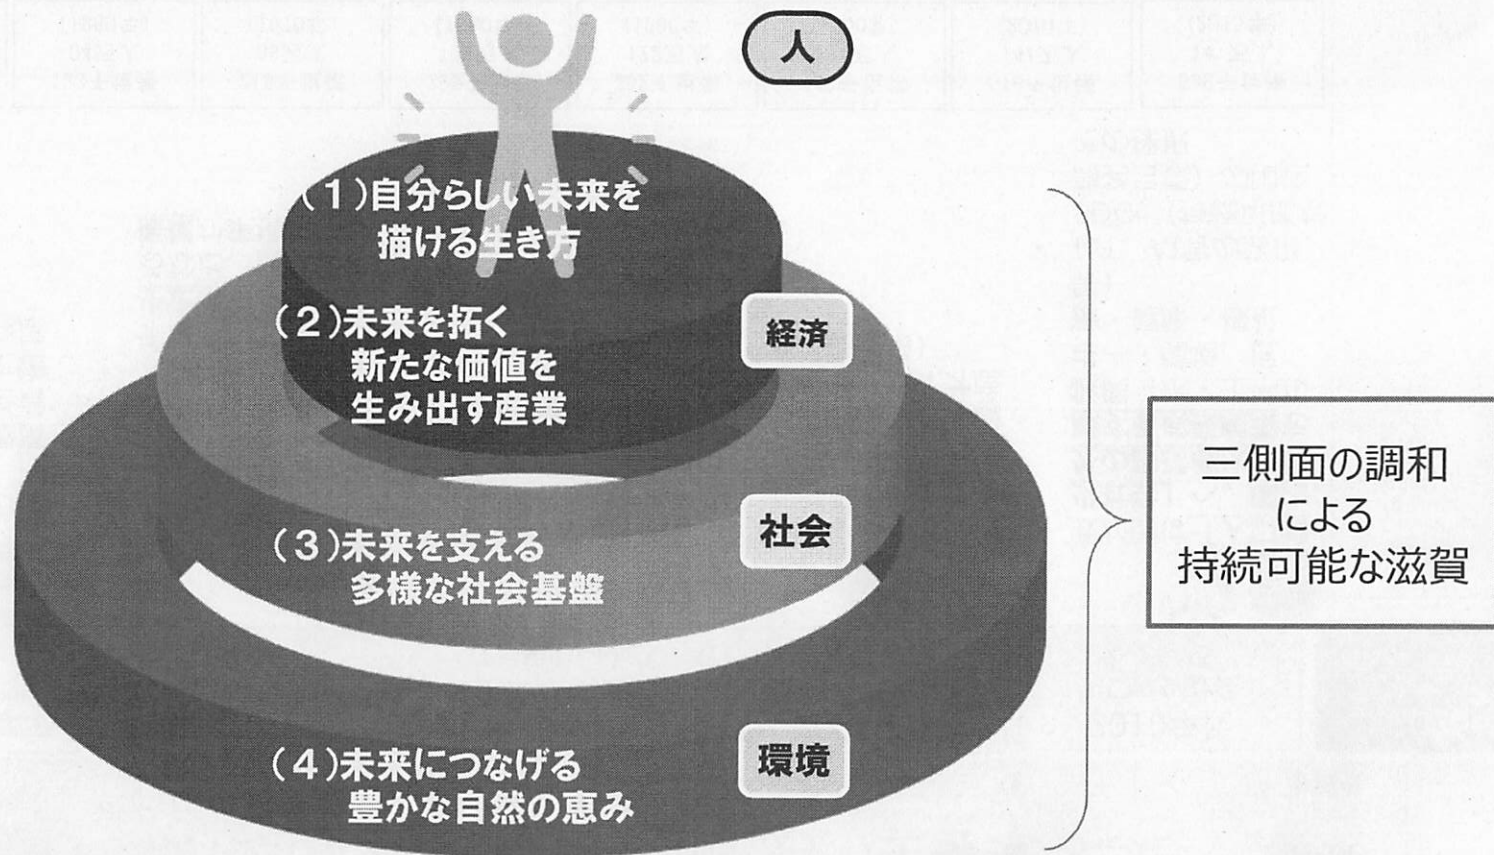 人
（1）自分らしい未来を
描ける生き方
（2）未来を拓く
新たな価値を
生み出す産業
経済
（3）未来を支える
多様な社会基盤
社会
（4）未来につなげる
豊かな自然の恵み
環境
三側面の調和
による
持続可能な滋賀